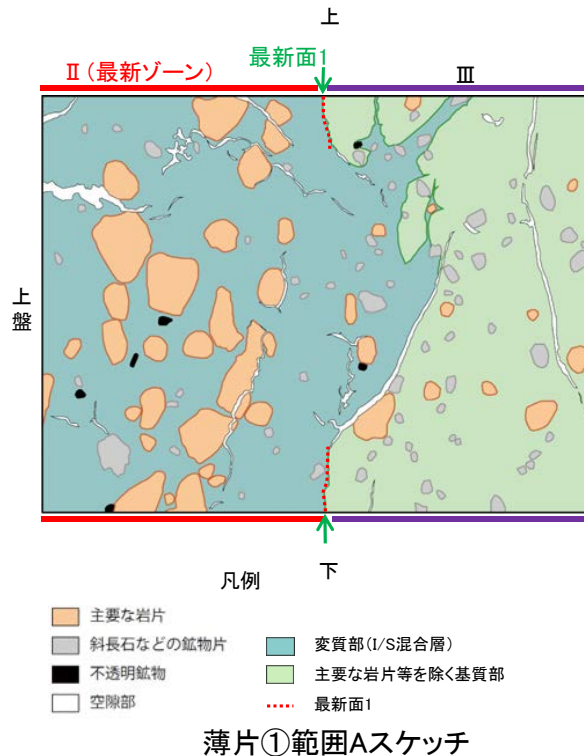 上
最新面1
Ⅱ（最新ゾーン）
Ⅲ
上盤
下
凡例
主要な岩片
斜長石などの鉱物片
不透明鉱物
空隙部
変質部(I/S混合層)
主要な岩片等を除く基質部
最新面1
薄片①範囲Aスケッチ